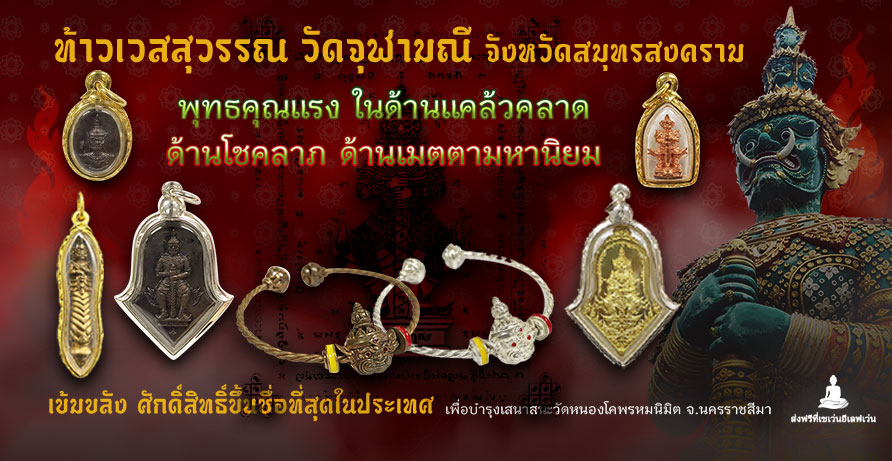 ท้าวเวสสุวรรณ วัดจุฬามณี จังหวัดสมุทรสงคราม
พุทธคุณแรง ในด้านแคล้วคลาด
ด้านโชคลาภ ด้านเมตตามหานิยม
เข้มขลัง ศักดิ์สิทธิ์ขึ้นชื่อที่สุดในประเทศ เพื่อบำรุงเสนาสนะวัดหนองโคพรหมนิมิต จ.นครราชสีมา
ส่งฟรีที่เซเว่นอีเลฟเว่น